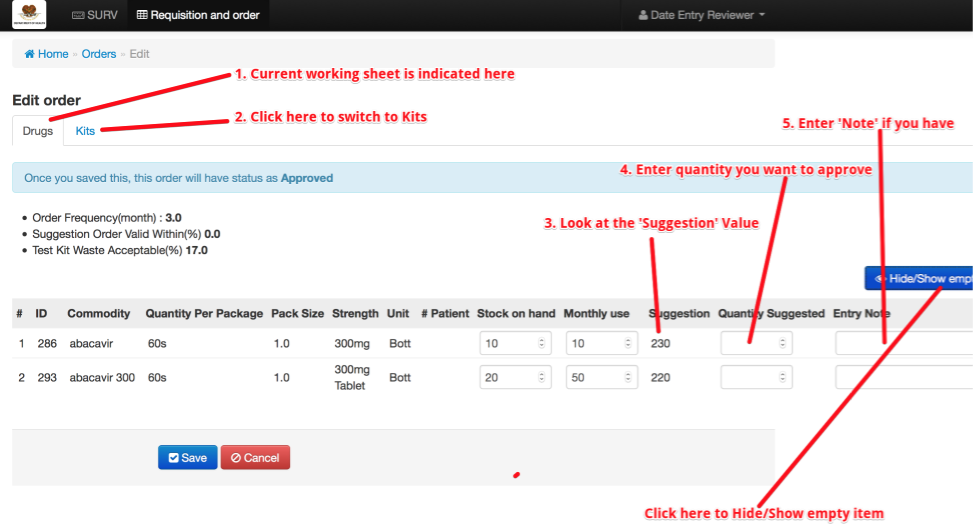 SURV Requisition and order Date Entry Reviewer
Home » Orders » Edit
1. Current working sheet is indicated here
Edit order
2. Click here to switch to Kits
5. Enter 'Note' if you have
Drugs Kits
Once you saved this, this order will have status as Approved
4. Enter quantity you want to approve
Order Frequency(month) : 3.0
3. Look at the 'Suggestion' Value
Suggestion Order Valid Within(%) 0.0
Test Kit Waste Acceptable(%) 17.0
Hide/Show empt
# ID Commodity Quantity Per Package Pack Size Strength Unit # Patient Stock on hand Monthly use Suggestion Quantity Suggested Entry Note
1 286 abacavir 60s 1.0 300mg Bott 10 10 230
2 293 abacavir 300 60s 1.0 300mg Tablet Bott 20 50 220
Save Cancel
Click here to Hide/Show empty item